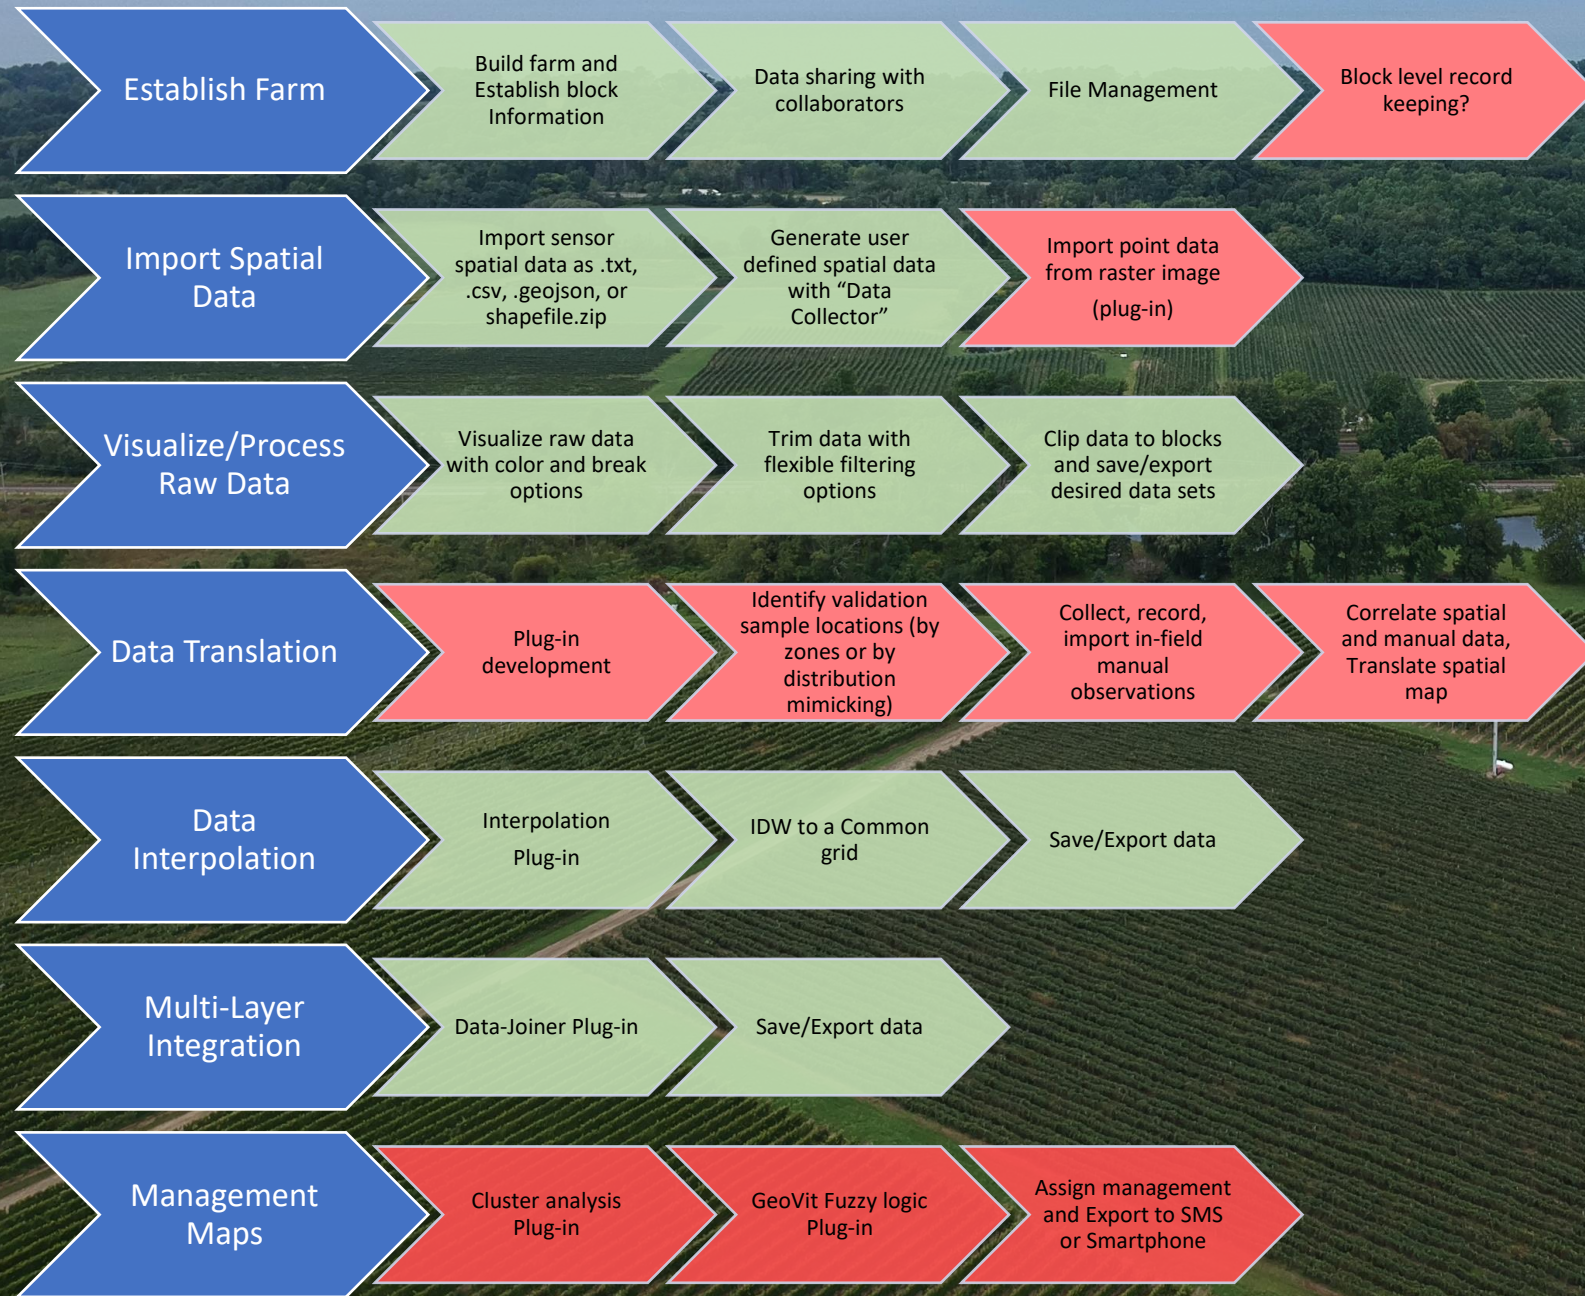 Establish Farm
Build farm and
Establish block
Information
Data sharing with
collaborators
File Management
Block level record
keeping?
Import Spatial
Data
Import sensor
spatial data as .txt,
.csv, .geojson, or
shapefile.zip
Generate user
defined spatial data
with “Data
Collector”
Import point data
from raster image
(plug-in)
Visualize/Process
Raw Data
Visualize raw data
with color and break
options
Trim data with
flexible filtering
options
Clip data to blocks
and save/export
desired data sets
Data Translation
Plug-in
development
Identify validation
sample locations (by
zones or by
distribution
mimicking)
Collect, record,
import in-field
manual
observations
Correlate spatial
and manual data,
Translate spatial
map
Data
Interpolation
Interpolation
Plug-in
IDW to a Common
grid
Save/Export data
Multi-Layer
Integration
Data-Joiner Plug-in
Save/Export data
Management
Maps
Cluster analysis
Plug-in
GeoVit Fuzzy logic
Plug-in
Assign management
and Export to SMS
or Smartphone